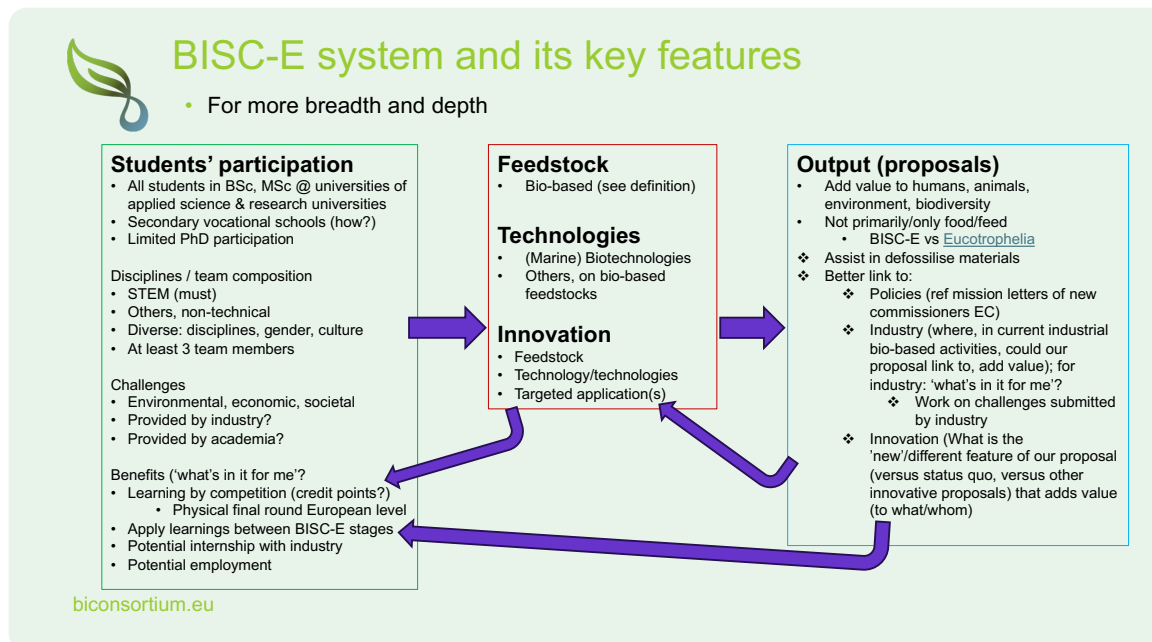 BISC-E system and its key features
• For more breadth and depth
Students' participation
• All students in BSc, MSc @ universities of
applied science & research universities
• Secondary vocational schools (how?)
• Limited PhD participation
Disciplines / team composition
• STEM (must)
• Others, non-technical
• Diverse: disciplines, gender, culture
• At least 3 team members
Challenges
• Environmental, economic, societal
• Provided by industry?
• Provided by academia?
Benefits ('what's in it for me'?
• Learning by competition (credit points?)
• Physical final round European level
• Apply learnings between BISC-E stages
• Potential internship with industry
• Potential employment
Feedstock
• Bio-based (see definition)
Technologies
• (Marine) Biotechnologies
• Others, on bio-based
feedstocks
Innovation
• Feedstock
• Technology/technologies
• Targeted application(s)
Output (proposals)
• Add value to humans, animals,
environment, biodiversity
• Not primarily/only food/feed
• BISC-E vs Eucotrophelia
❖ Assist in defossilise materials
❖ Better link to:
❖ Policies (ref mission letters of new
commissioners EC)
❖ Industry (where, in current industrial
bio-based activities, could our
proposal link to, add value); for
industry: 'what's in it for me'?
❖ Work on challenges submitted
by industry
❖ Innovation (What is the
'new'/different feature of our proposal
(versus status quo, versus other
innovative proposals) that adds value
(to what/whom)
biconsortium.eu